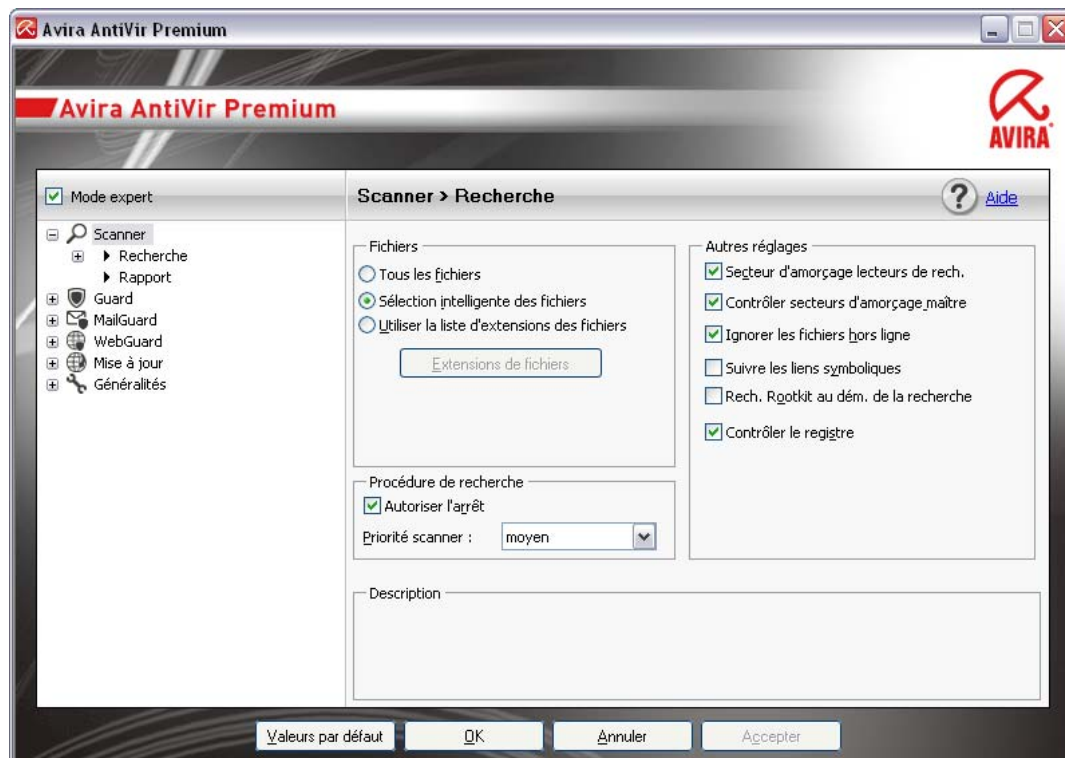 Avira AntiVir Premium
Avira AntiVir Premium
AVIRA
Mode expert
Scanner > Recherche
? Aide
Scanner
Recherche
Rapport
Guard
MailGuard
WebGuard
Mise à jour
Généralités
Fichiers
Tous les fichiers
Sélection intelligente des fichiers
Utiliser la liste d'extensions des fichiers
Extensions de fichiers
Procédure de recherche
Autoriser l'arrêt
Priorité scanner : moyen
Autres réglages
Secteur d'amorçage lecteurs de rech.
Contrôler secteurs d'amorçage maître
Ignorer les fichiers hors ligne
Suivre les liens symboliques
Rech. Rootkit au dém. de la recherche
Contrôler le registre
Description
Valeurs par défaut
OK
Annuler
Accepter